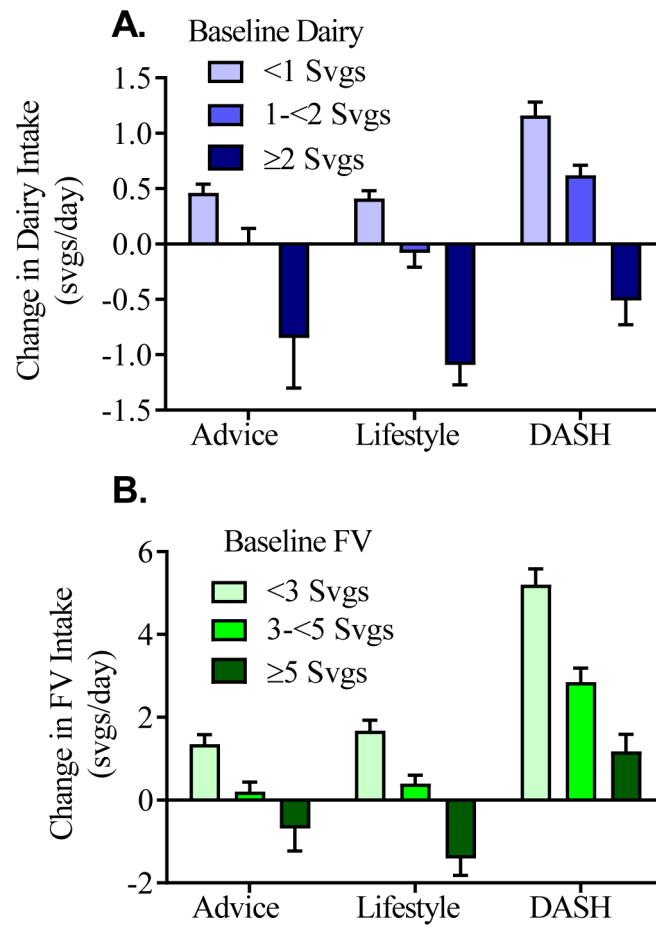 A.
Baseline Dairy
<1 Svgs
1-<2 Svgs
≥2 Svgs
Change in Dairy Intake
(svgs/day)
1.5
1.0
0.5
0.0
-0.5
-1.0
-1.5
Advice Lifestyle DASH
B.
Baseline FV
<3 Svgs
3-<5 Svgs
≥5 Svgs
Change in FV Intake
(svgs/day)
6
4
2
0
-2
Advice Lifestyle DASH